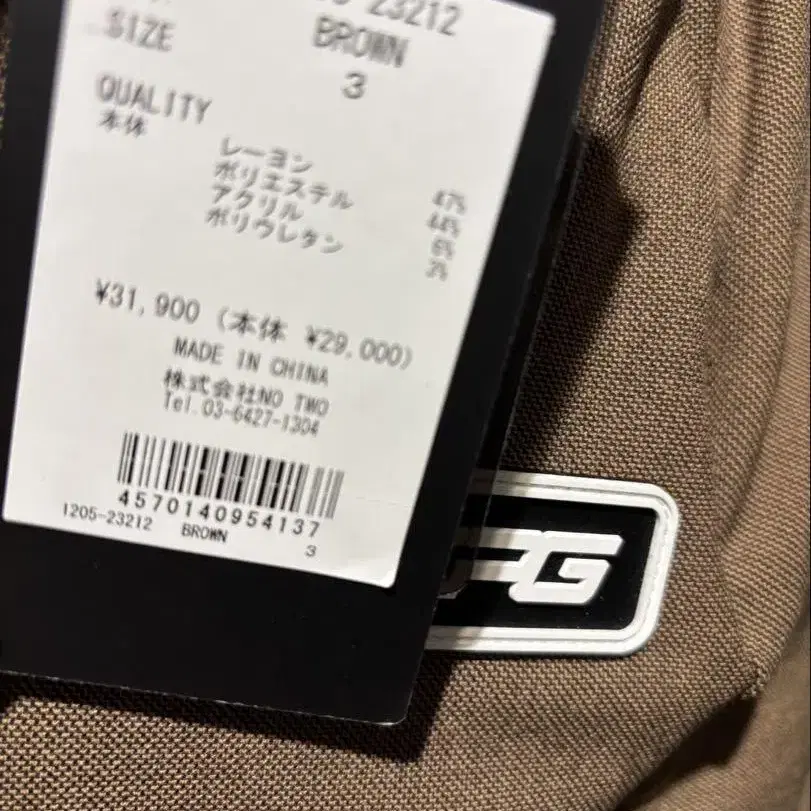 23212
SIZE BROWN
3
QUALITY
本体
レーヨン 47%
ポリエステル 44%
アクリル 6%
ポリウレタン 3%
¥31,900 (本体 ¥29,000)
MADE IN CHINA
株式会社NO TWO
Tel.03-6427-1304
4570140954137
1205-23212 BROWN 3
FG